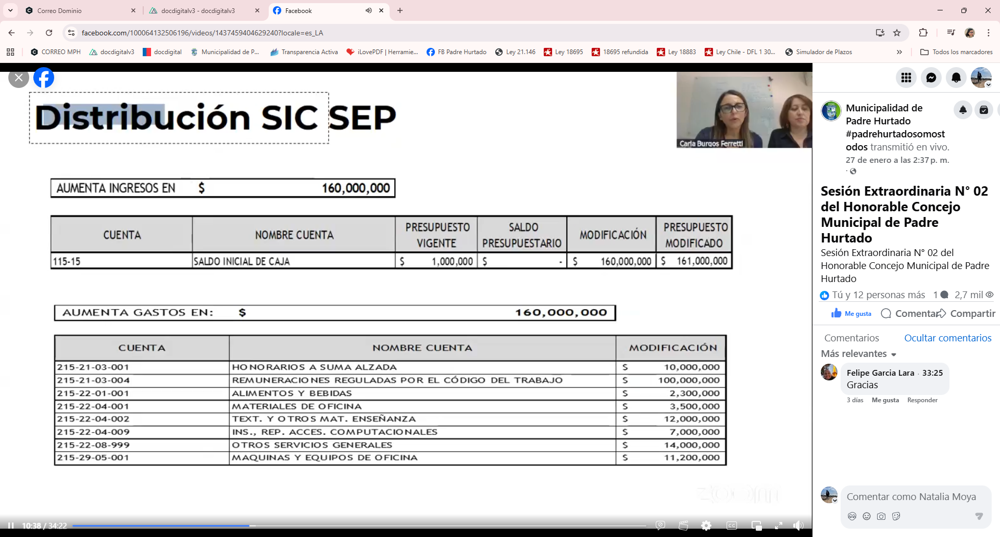 Correo Dominio
docdigitalv3 - docdigitalv3
Facebook
facebook.com/100064132506196/videos/1437459404629240?locale=es_LA
CORREO MPH
docdigitalv3
docdigital
Municipalidad de P...
Transparencia Activa
iLovePDF | Herramie...
FB Padre Hurtado
Ley 21.146
Ley 18695
18695 refundida
Ley 18883
Ley Chile - DFL 1 30...
Simulador de Plazos
Todos los marcadores
Distribución SIC SEP
Carla Burgos Ferretti
AUMENTA INGRESOS EN $ 160,000,000
CUENTA NOMBRE CUENTA PRESUPUESTO VIGENTE SALDO PRESUPUESTARIO MODIFICACIÓN PRESUPUESTO MODIFICADO
115-15 SALDO INICIAL DE CAJA $ 1,000,000 $ - $ 160,000,000 $ 161,000,000
AUMENTA GASTOS EN: $ 160,000,000
CUENTA NOMBRE CUENTA MODIFICACIÓN
215-21-03-001 HONORARIOS A SUMA ALZADA $ 10,000,000
215-21-03-004 REMUNERACIONES REGULADAS POR EL CÓDIGO DEL TRABAJO $ 100,000,000
215-22-01-001 ALIMENTOS Y BEBIDAS $ 2,300,000
215-22-04-001 MATERIALES DE OFICINA $ 3,500,000
215-22-04-002 TEXT. Y OTROS MAT. ENSEÑANZA $ 12,000,000
215-22-04-009 INS., REP. ACCES. COMPUTACIONALES $ 7,000,000
215-22-08-999 OTROS SERVICIOS GENERALES $ 14,000,000
215-29-05-001 MAQUINAS Y EQUIPOS DE OFICINA $ 11,200,000
zoom
10:38 / 34:22
CC
Municipalidad de
Padre Hurtado
#padrehurtadosomost
odos transmitió en vivo.
27 de enero a las 2:37 p. m.
·
Sesión Extraordinaria N° 02
del Honorable Concejo
Municipal de Padre
Hurtado
Sesión Extraordinaria N° 02 del
Honorable Concejo Municipal de Padre
Hurtado
Tú y 12 personas más 1 2,7 mil
Me gusta Comentar Compartir
Comentarios Ocultar comentarios
Más relevantes
Felipe Garcia Lara · 33:25
Gracias
3 días Me gusta Responder
Comentar como Natalia Moya